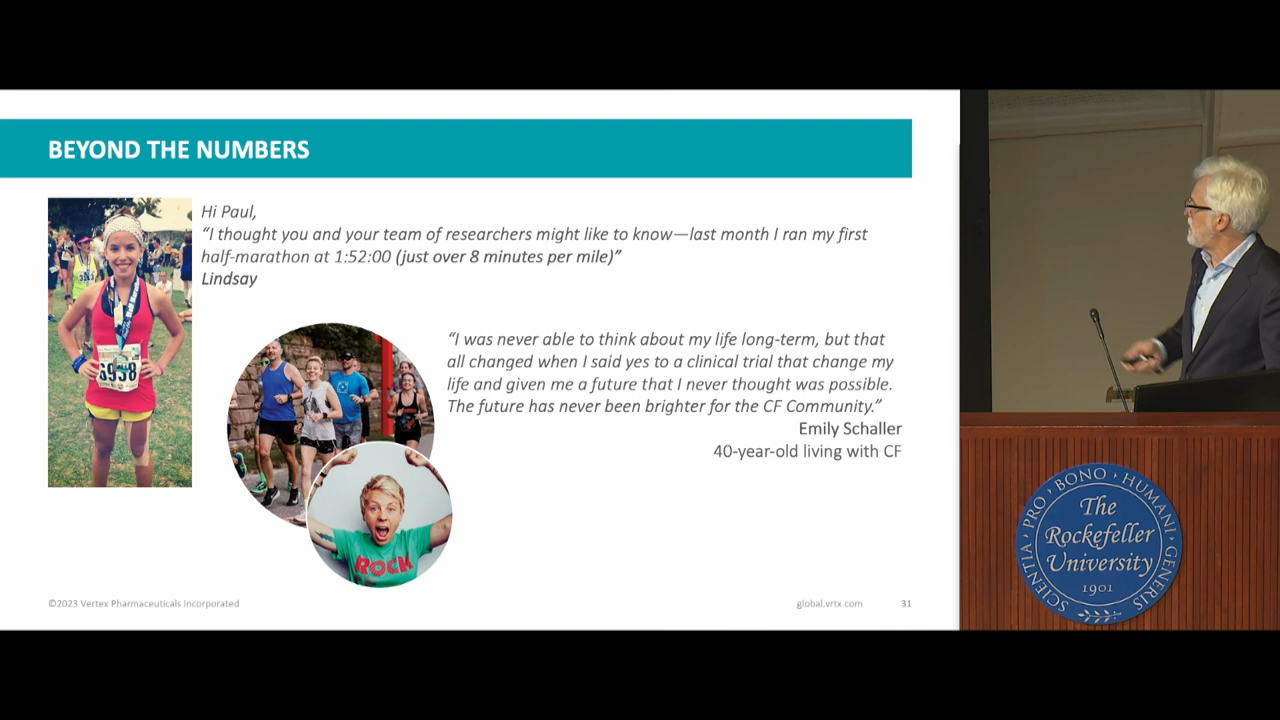 BEYOND THE NUMBERS
Hi Paul,
“I thought you and your team of researchers might like to know—last month I ran my first
half-marathon at 1:52:00 (just over 8 minutes per mile)”
Lindsay
6938
“I was never able to think about my life long-term, but that
all changed when I said yes to a clinical trial that change my
life and given me a future that I never thought was possible.
The future has never been brighter for the CF Community.”
Emily Schaller
40-year-old living with CF
ROCK
©2023 Vertex Pharmaceuticals Incorporated
global.vrtx.com
31
SCIENTIA PRO BONO HUMANI GENERIS
The
Rockefeller
University
1901